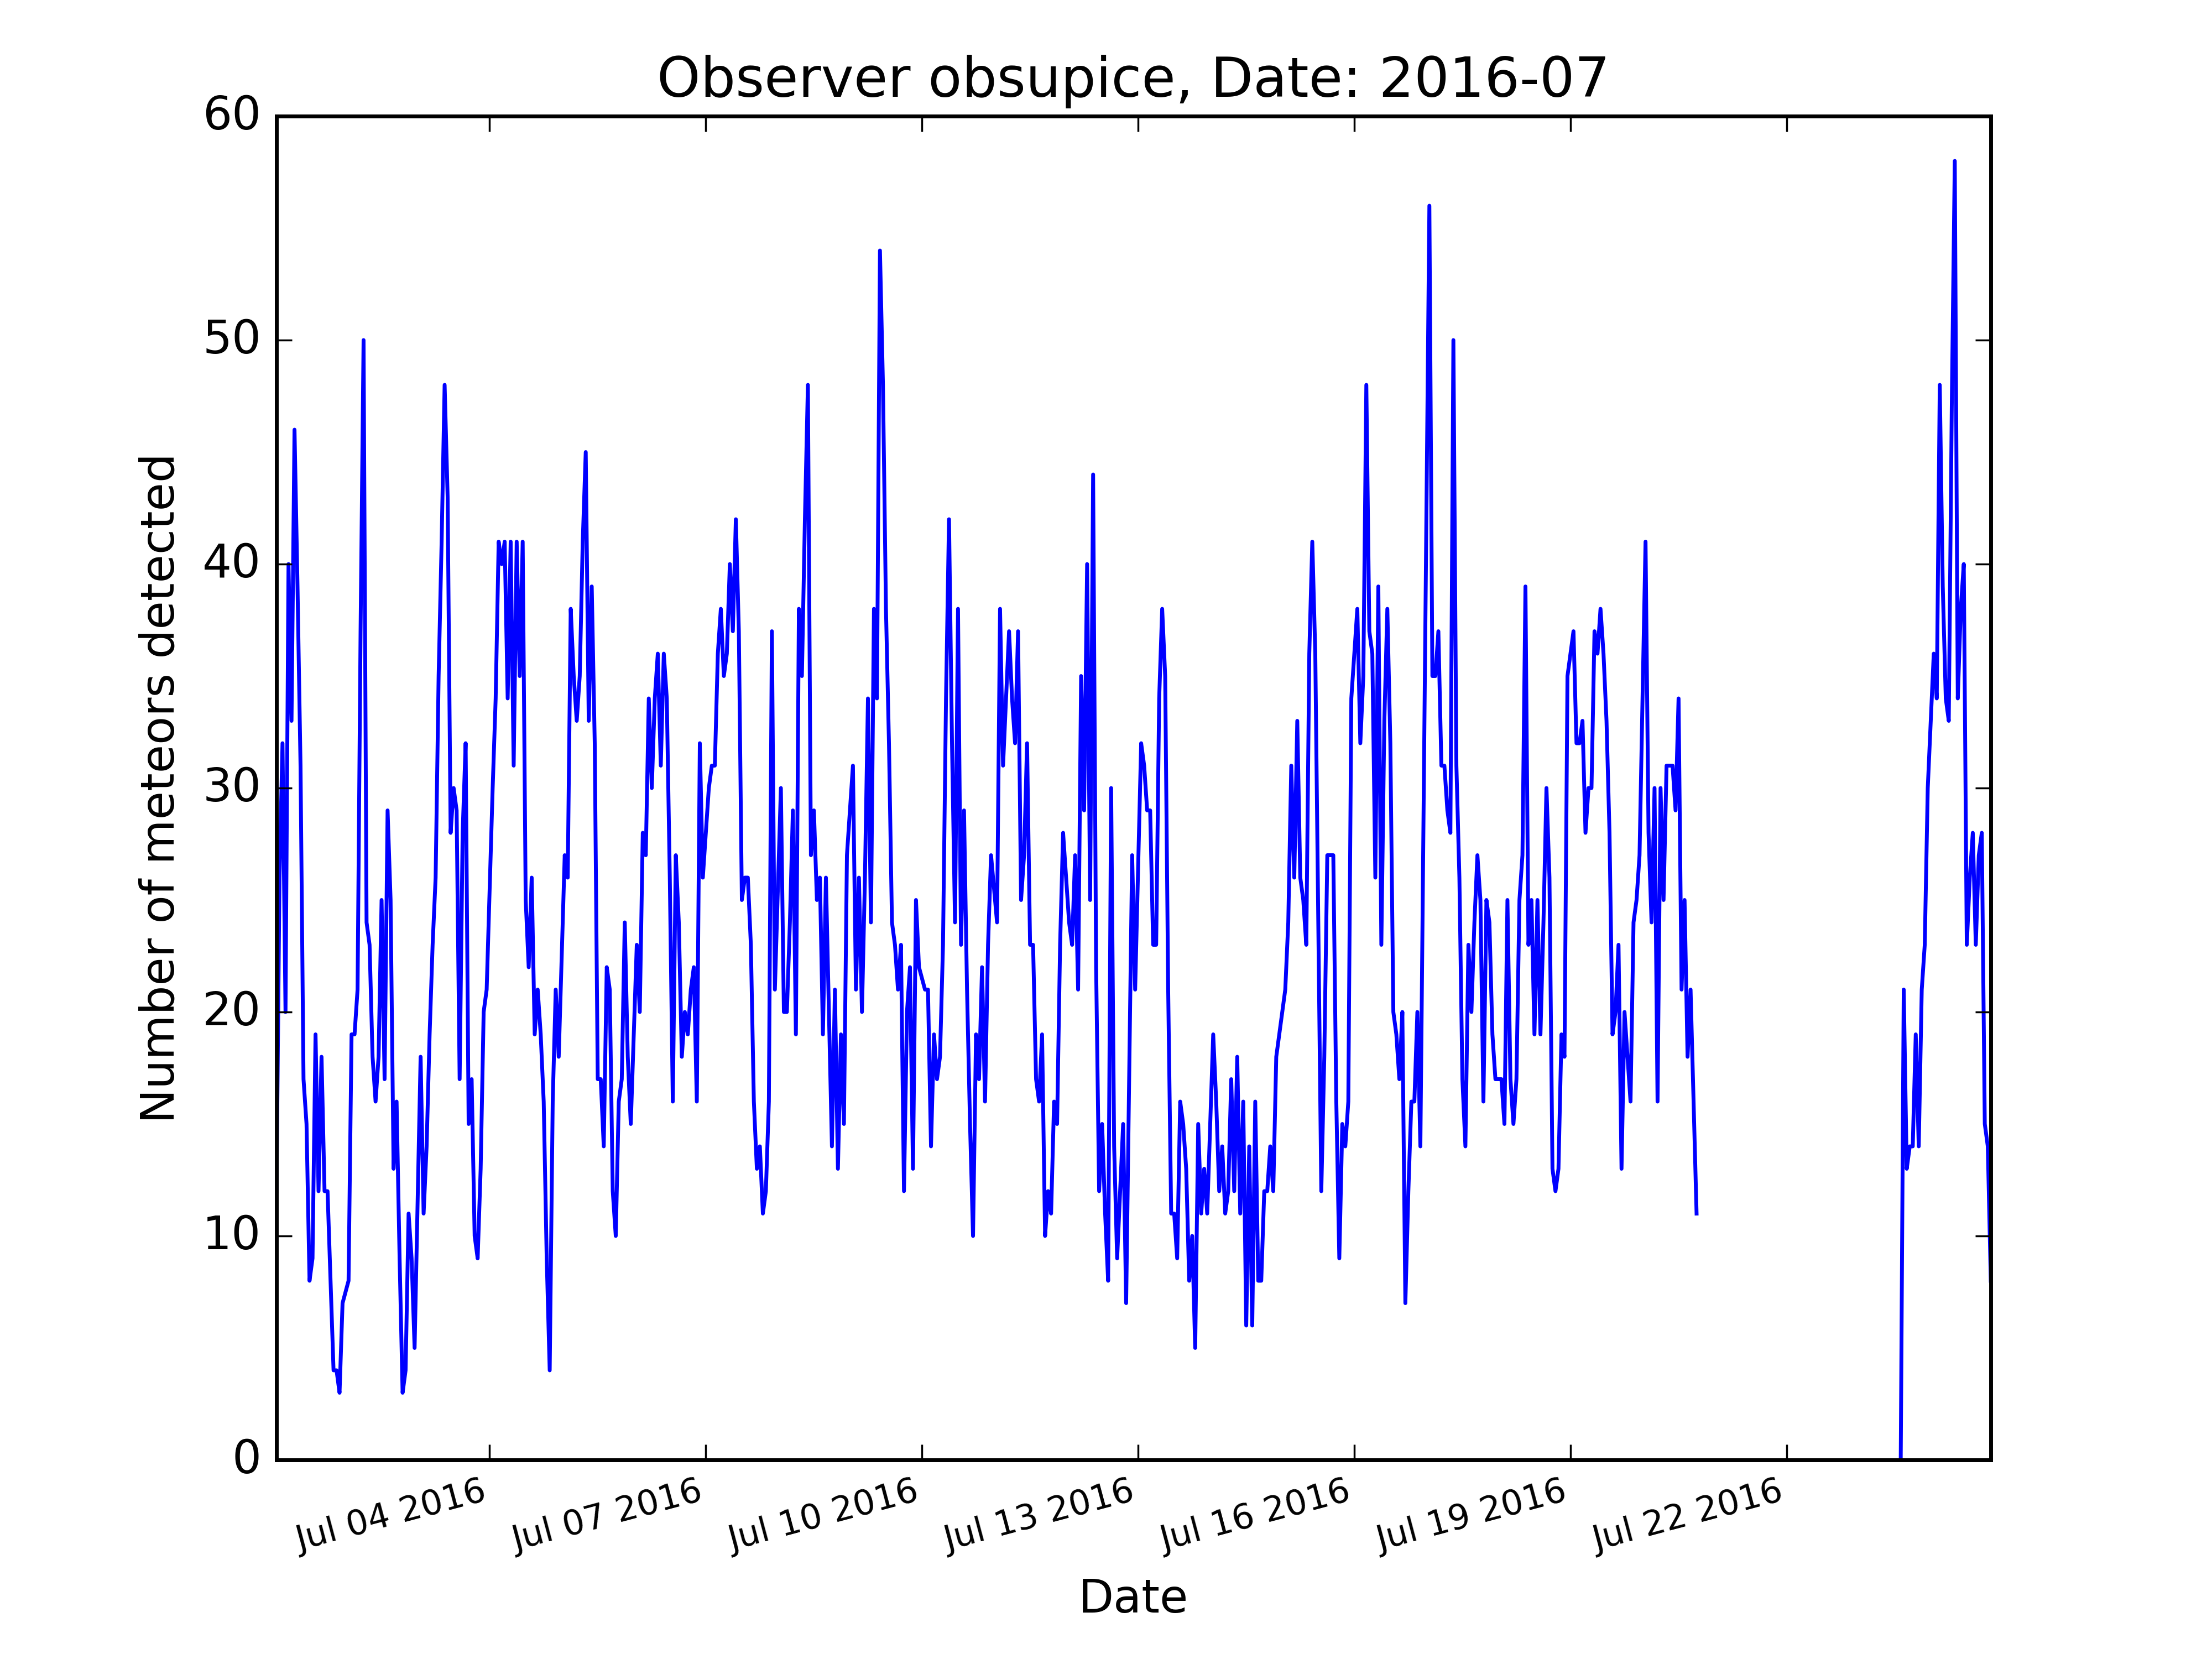 Observer obsupice, Date: 2016-07
60
50
40
30
20
10
0
Number of meteors detected
Jul 04 2016
Jul 07 2016
Jul 10 2016
Jul 13 2016
Jul 16 2016
Jul 19 2016
Jul 22 2016
Date